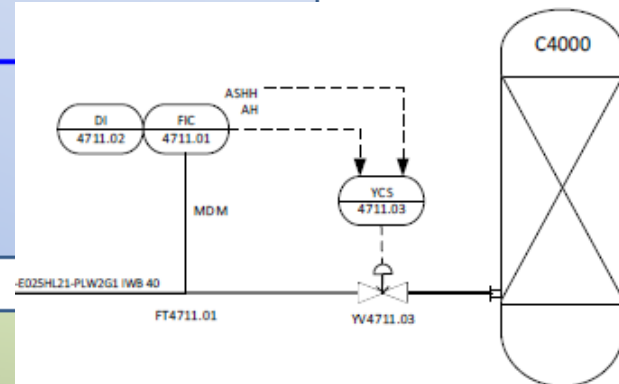 C4000
ASHH
AH
DI
4711.02
FIC
4711.01
YCS
4711.03
MDM
-E025HL21-PLW2G1 IWB 40
FT4711.01
YV4711.03